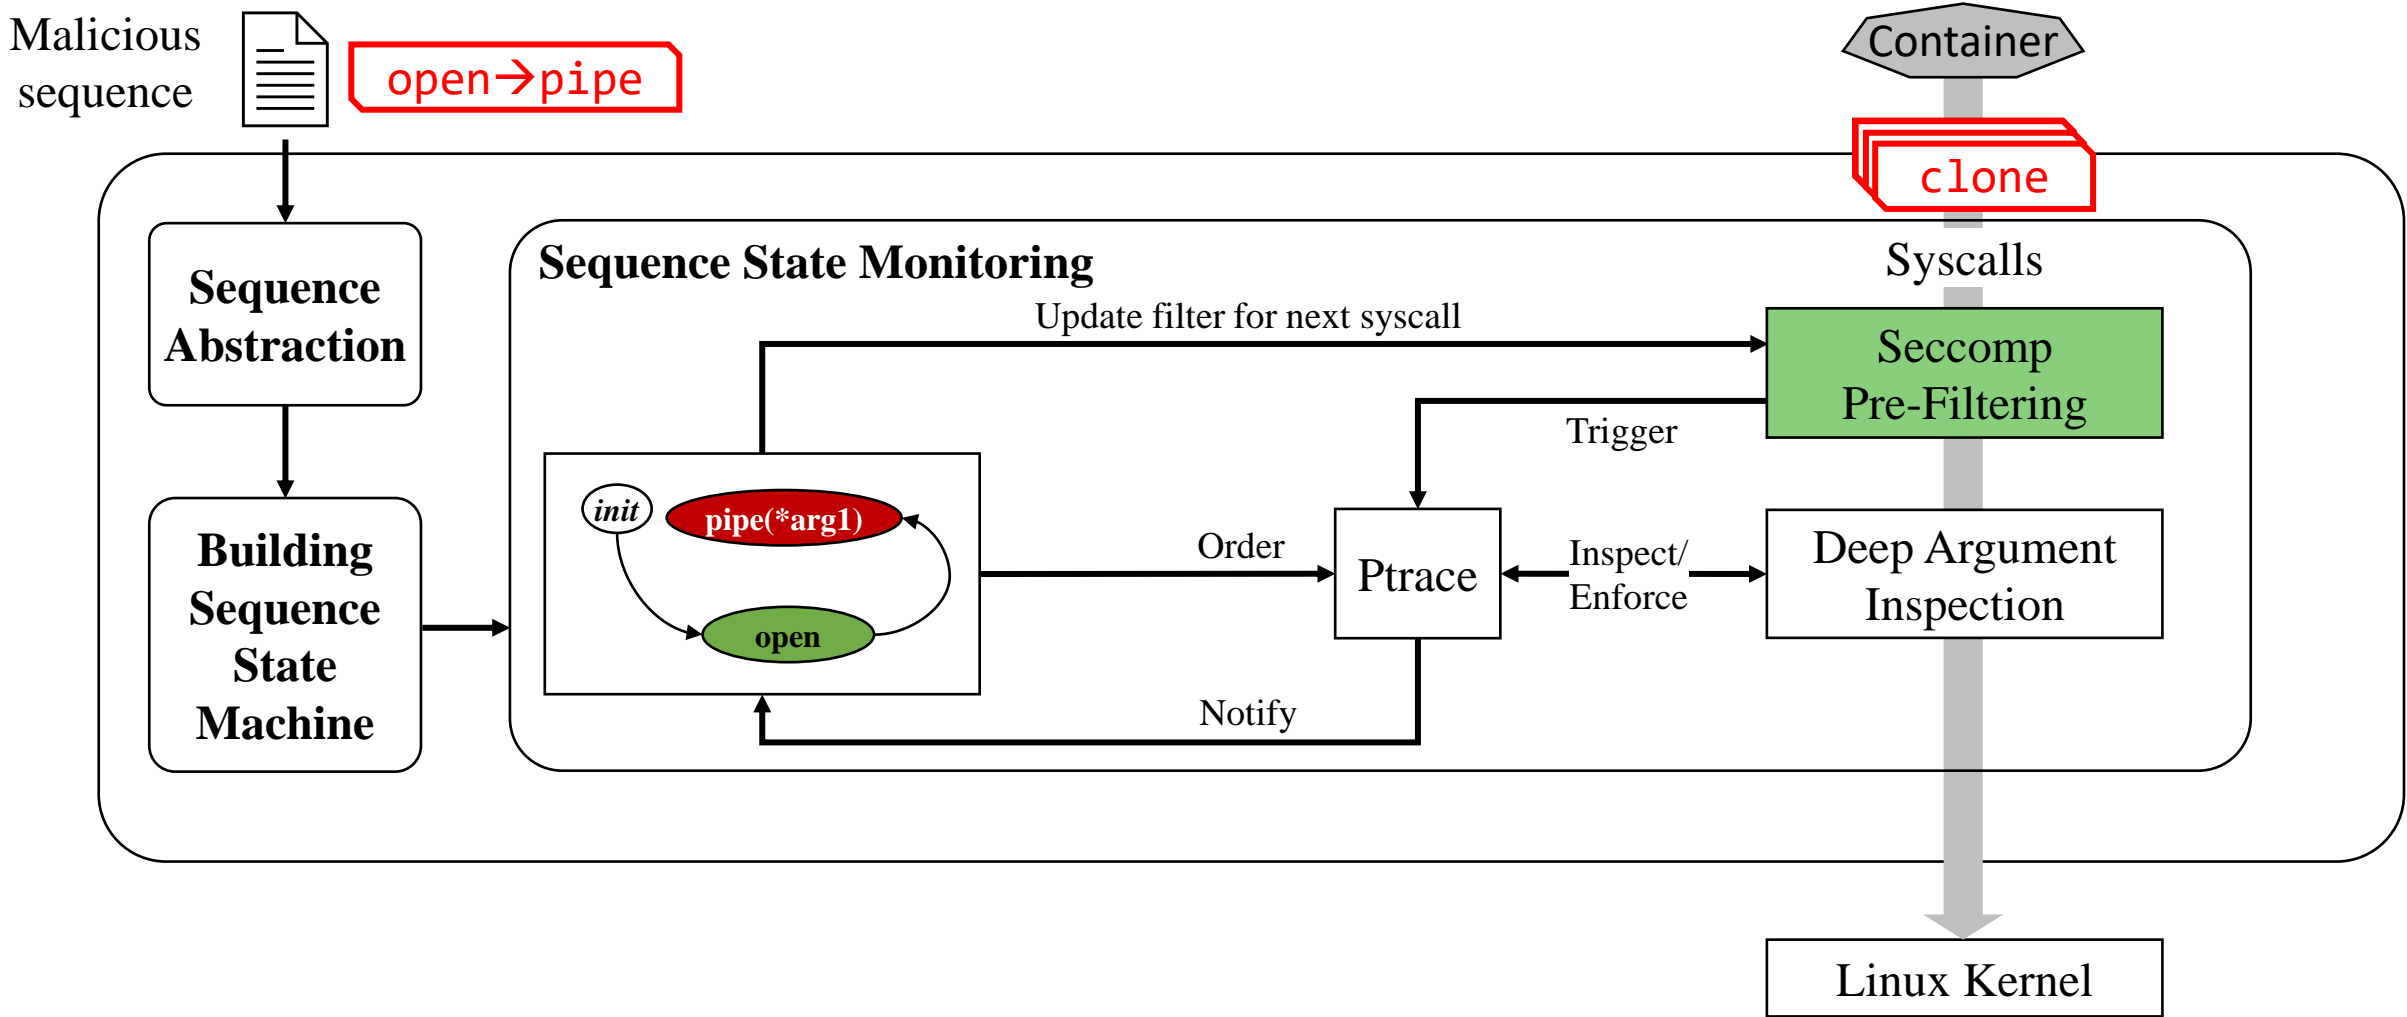 Malicious
sequence
open→pipe
Container
clone
Syscalls
Sequence
Abstraction
Building
Sequence
State
Machine
Sequence State Monitoring
Update filter for next syscall
Seccomp
Pre-Filtering
Trigger
init
pipe(*arg1)
open
Order
Ptrace
Inspect/
Enforce
Deep Argument
Inspection
Notify
Linux Kernel